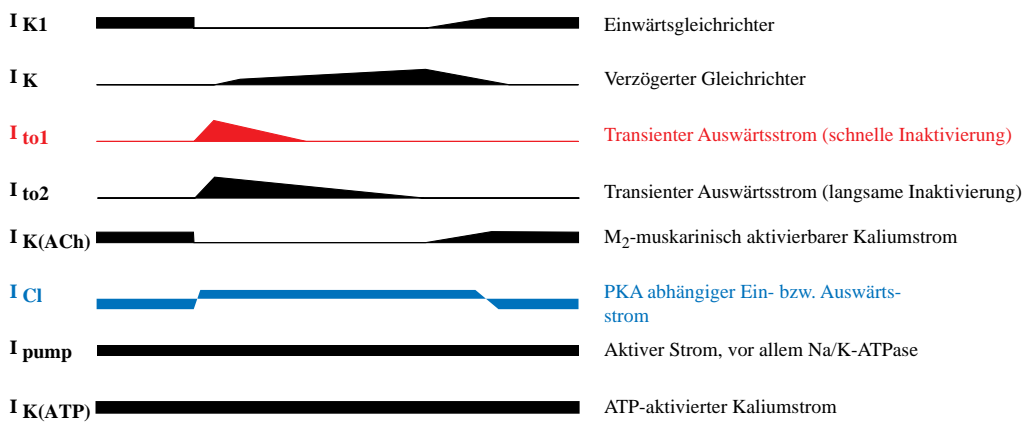 I K1 Einwärtsgleichrichter
I K Verzögerter Gleichrichter
I to1 Transienter Auswärtsstrom (schnelle Inaktivierung)
I to2 Transienter Auswärtsstrom (langsame Inaktivierung)
I K(ACh) M2-muskarinisch aktivierbarer Kaliumstrom
I Cl PKA abhängiger Ein- bzw. Auswärts-
strom
I pump Aktiver Strom, vor allem Na/K-ATPase
I K(ATP) ATP-aktivierter Kaliumstrom